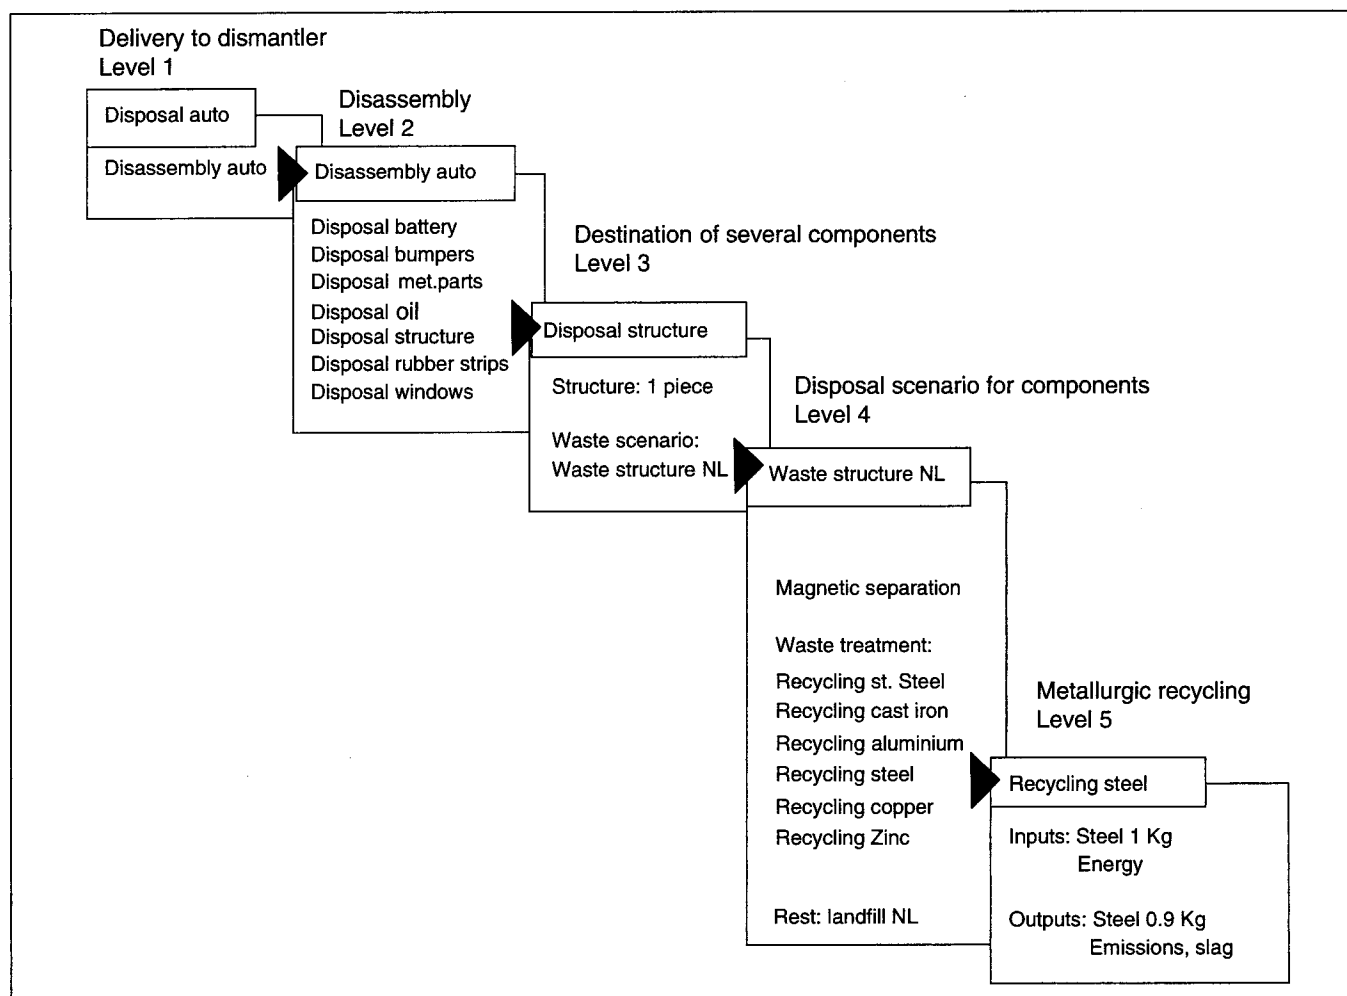 Delivery to dismantler
Level 1
Disposal auto
Disassembly auto
Disassembly
Level 2
Disassembly auto
Disposal battery
Disposal bumpers
Disposal met.parts
Disposal oil
Disposal structure
Disposal rubber strips
Disposal windows
Destination of several components
Level 3
Disposal structure
Structure: 1 piece
Waste scenario:
Waste structure NL
Disposal scenario for components
Level 4
Waste structure NL
Magnetic separation
Waste treatment:
Recycling st. Steel
Recycling cast iron
Recycling aluminium
Recycling steel
Recycling copper
Recycling Zinc
Rest: landfill NL
Metallurgic recycling
Level 5
Recycling steel
Inputs: Steel 1 Kg
Energy
Outputs: Steel 0.9 Kg
Emissions, slag